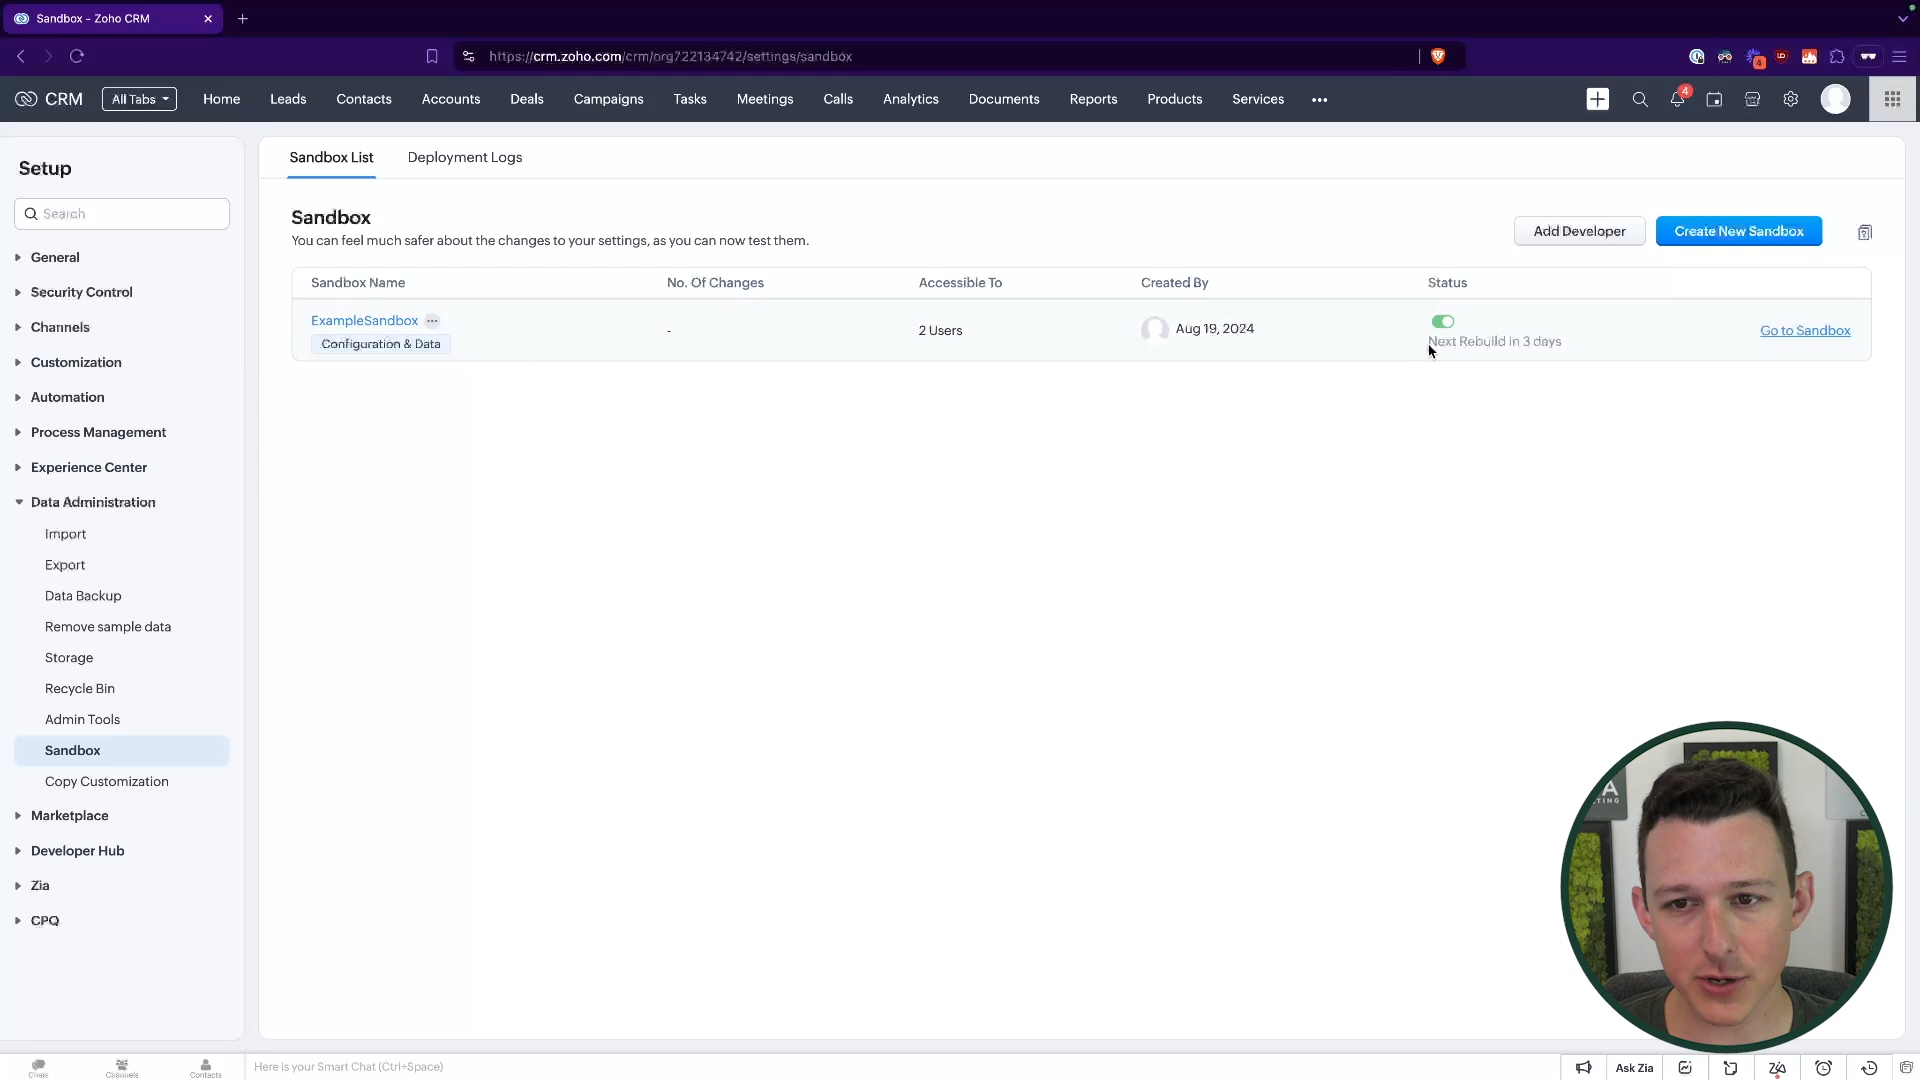 Sandbox - Zoho CRM
https://crm.zoho.com/crm/org722134742/settings/sandbox
4
CRM
All Tabs
Home
Leads
Contacts
Accounts
Deals
Campaigns
Tasks
Meetings
Calls
Analytics
Documents
Reports
Products
Services
4
Setup
Search
General
Security Control
Channels
Customization
Automation
Process Management
Experience Center
Data Administration
Import
Export
Data Backup
Remove sample data
Storage
Recycle Bin
Admin Tools
Sandbox
Copy Customization
Marketplace
Developer Hub
Zia
CPQ
Sandbox List
Deployment Logs
Sandbox
You can feel much safer about the changes to your settings, as you can now test them.
Add Developer
Create New Sandbox
Sandbox Name
No. Of Changes
Accessible To
Created By
Status
ExampleSandbox
Configuration & Data
-
2 Users
Aug 19, 2024
Next Rebuild in 3 days
Go to Sandbox
Chats
Channels
Contacts
Here is your Smart Chat (Ctrl+Space)
Ask Zia